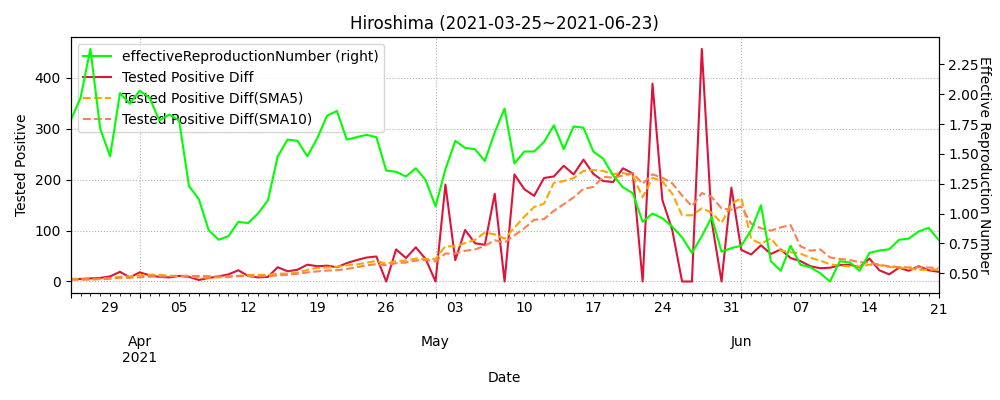 Hiroshima (2021-03-25~2021-06-23)
effectiveReproductionNumber (right)
Tested Positive Diff
Tested Positive Diff(SMA5)
Tested Positive Diff(SMA10)
Tested Positive
400
300
200
100
0
2.25
2.00
1.75
1.50
1.25
1.00
0.75
0.50
Effective Reproduction Number
29 05 12 19 26 03 10 17 24 31 07 14 21
Apr May Jun
2021
Date